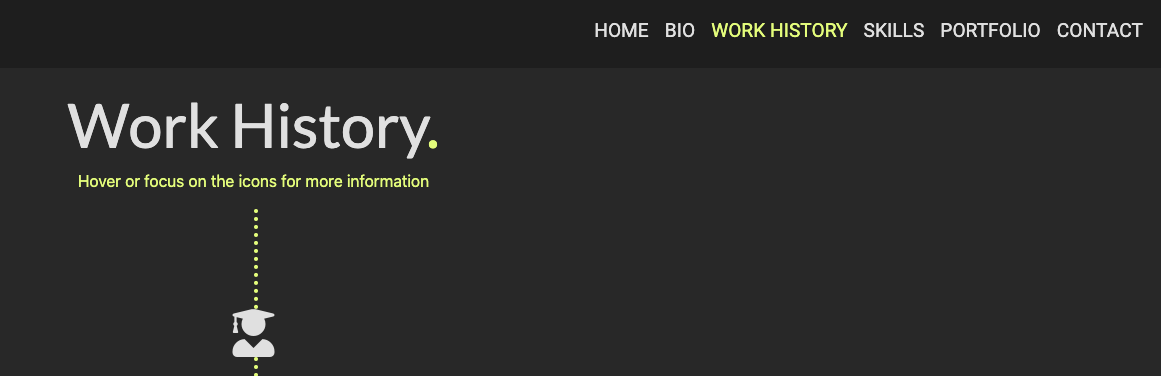 HOME BIO WORK HISTORY SKILLS PORTFOLIO CONTACT
Work History.
Hover or focus on the icons for more information